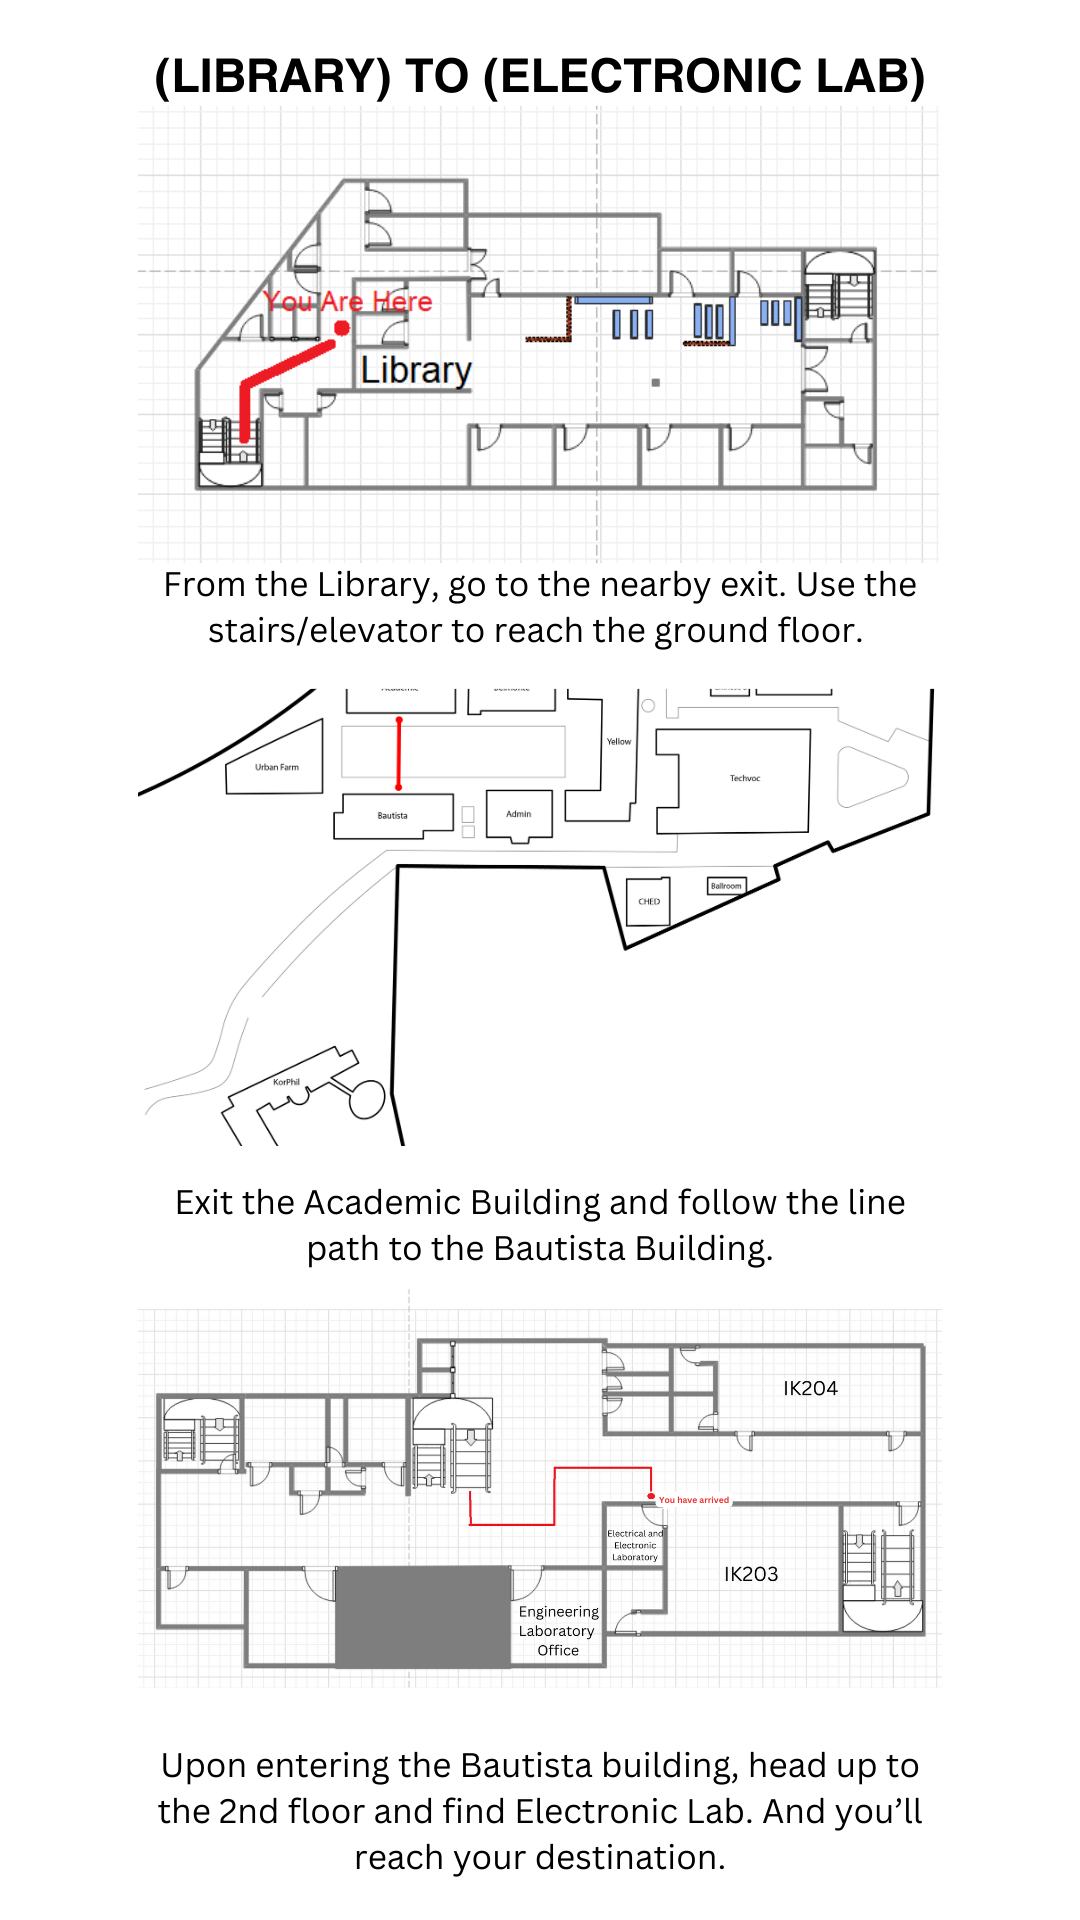 (LIBRARY) TO (ELECTRONIC LAB)
You Are Here
Library
From the Library, go to the nearby exit. Use the
stairs/elevator to reach the ground floor.
Academic
Yellow
Urban Farm
Techvoc
Bautista
Admin
Ballroom
CHED
KorPhil
Exit the Academic Building and follow the line
path to the Bautista Building.
IK204
You have arrived
Electrical and
Electronic
Laboratory
IK203
Engineering
Laboratory
Office
Upon entering the Bautista building, head up to
the 2nd floor and find Electronic Lab. And you’ll
reach your destination.